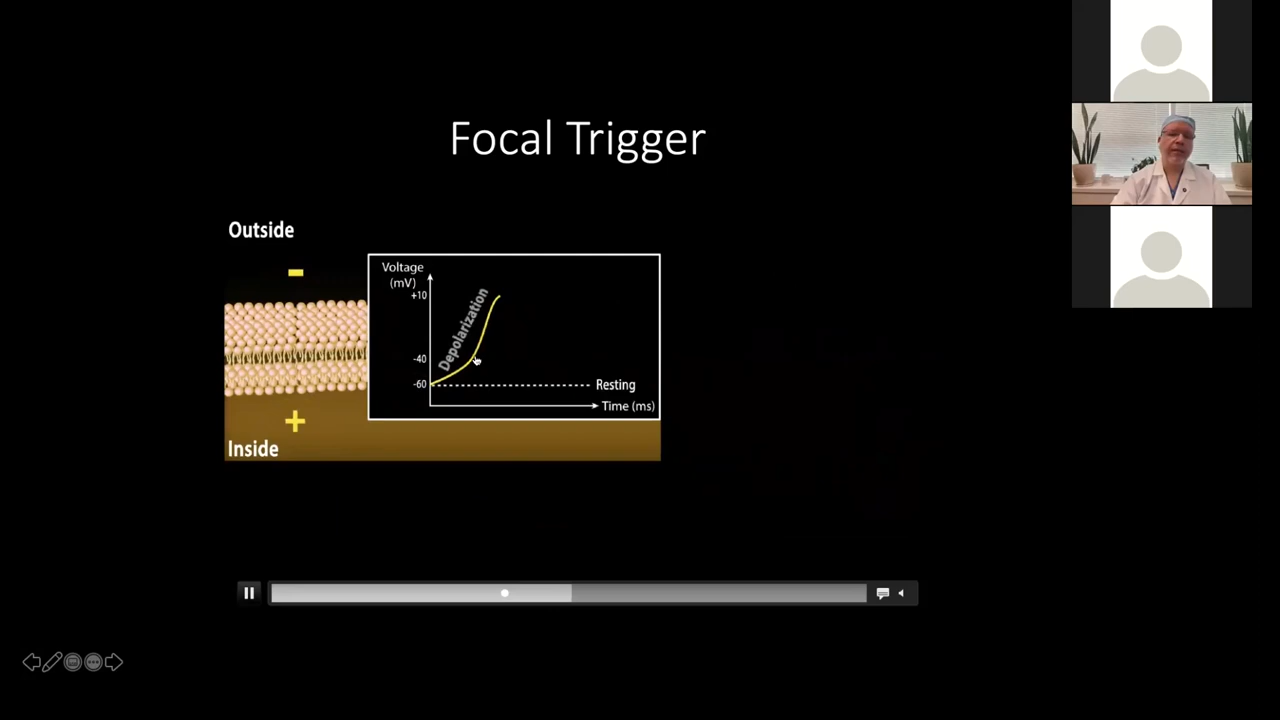 Focal Trigger
Outside
-
Voltage
(mV)
+10
-40
-60
Depolarization
Resting
Time (ms)
+
Inside